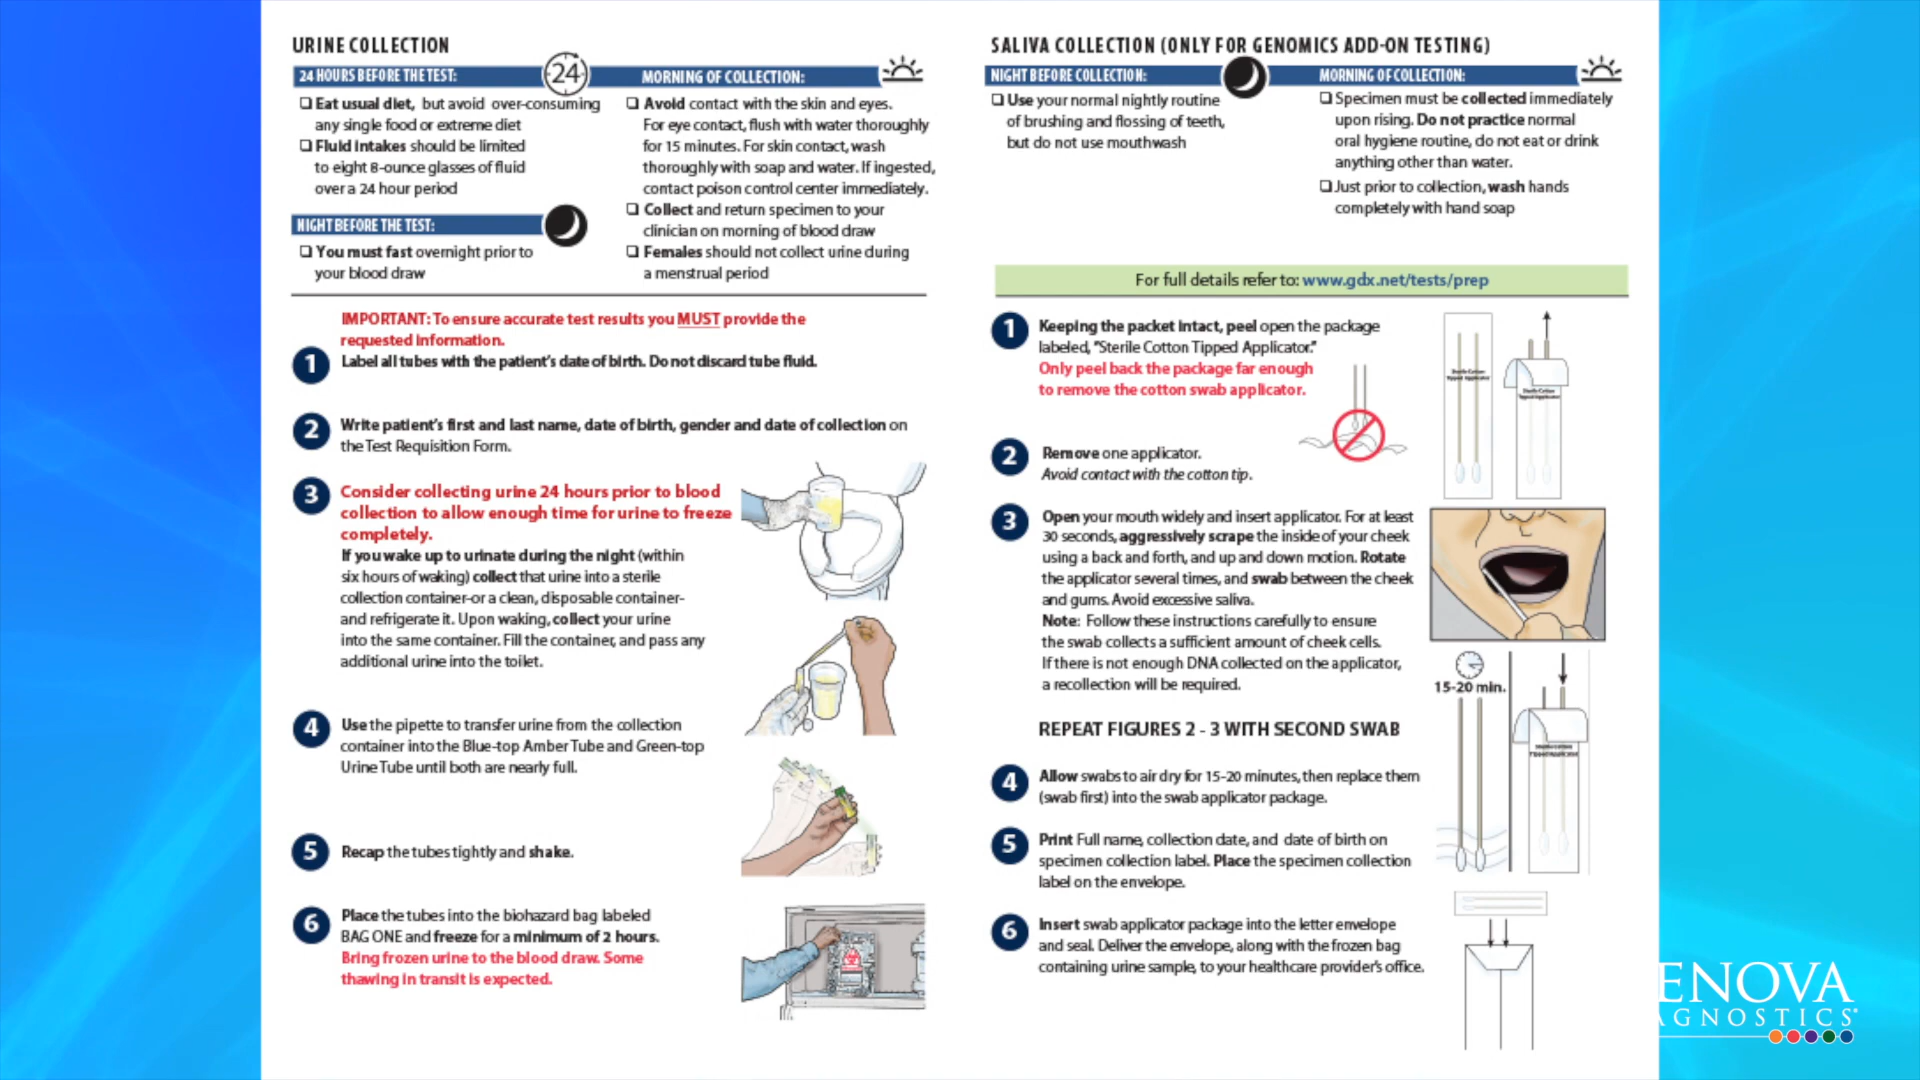 URINE COLLECTION
24 HOURS BEFORE THE TEST:
24
❏ Eat usual diet, but avoid over-consuming
any single food or extreme diet
❏ Fluid intakes should be limited
to eight 8-ounce glasses of fluid
over a 24 hour period
NIGHT BEFORE THE TEST:
❏ You must fast overnight prior to
your blood draw
MORNING OF COLLECTION:
❏ Avoid contact with the skin and eyes.
For eye contact, flush with water thoroughly
for 15 minutes. For skin contact, wash
thoroughly with soap and water. If ingested,
contact poison control center immediately.
❏ Collect and return specimen to your
clinician on morning of blood draw
❏ Females should not collect urine during
a menstrual period
IMPORTANT: To ensure accurate test results you MUST provide the
requested information.
1 Label all tubes with the patient's date of birth. Do not discard tube fluid.
2 Write patient's first and last name, date of birth, gender and date of collection on
the Test Requisition Form.
3 Consider collecting urine 24 hours prior to blood
collection to allow enough time for urine to freeze
completely.
If you wake up to urinate during the night (within
six hours of waking) collect that urine into a sterile
collection container-or a clean, disposable container-
and refrigerate it. Upon waking, collect your urine
into the same container. Fill the container, and pass any
additional urine into the toilet.
4 Use the pipette to transfer urine from the collection
container into the Blue-top Amber Tube and Green-top
Urine Tube until both are nearly full.
5 Recap the tubes tightly and shake.
6 Place the tubes into the biohazard bag labeled
BAG ONE and freeze for a minimum of 2 hours.
Bring frozen urine to the blood draw. Some
thawing in transit is expected.
SALIVA COLLECTION (ONLY FOR GENOMICS ADD-ON TESTING)
NIGHT BEFORE COLLECTION:
❏ Use your normal nightly routine
of brushing and flossing of teeth,
but do not use mouthwash
MORNING OF COLLECTION:
❏ Specimen must be collected immediately
upon rising. Do not practice normal
oral hygiene routine, do not eat or drink
anything other than water.
❏ Just prior to collection, wash hands
completely with hand soap
For full details refer to: www.gdx.net/tests/prep
1 Keeping the packet intact, peel open the package
labeled, "Sterile Cotton Tipped Applicator."
Only peel back the package far enough
to remove the cotton swab applicator.
Sterile Cotton
Tipped Applicator
Sterile Cotton
Tipped Applicator
2 Remove one applicator.
Avoid contact with the cotton tip.
3 Open your mouth widely and insert applicator. For at least
30 seconds, aggressively scrape the inside of your cheek
using a back and forth, and up and down motion. Rotate
the applicator several times, and swab between the cheek
and gums. Avoid excessive saliva.
Note: Follow these instructions carefully to ensure
the swab collects a sufficient amount of cheek cells.
If there is not enough DNA collected on the applicator,
a recollection will be required.
15-20 min.
REPEAT FIGURES 2 - 3 WITH SECOND SWAB
Sterile Cotton
Tipped Applicator
4 Allow swabs to air dry for 15-20 minutes, then replace them
(swab first) into the swab applicator package.
5 Print Full name, collection date, and date of birth on
specimen collection label. Place the specimen collection
label on the envelope.
6 Insert swab applicator package into the letter envelope
and seal. Deliver the envelope, along with the frozen bag
containing urine sample, to your healthcare provider's office.
ENOVA
AGNOSTICS